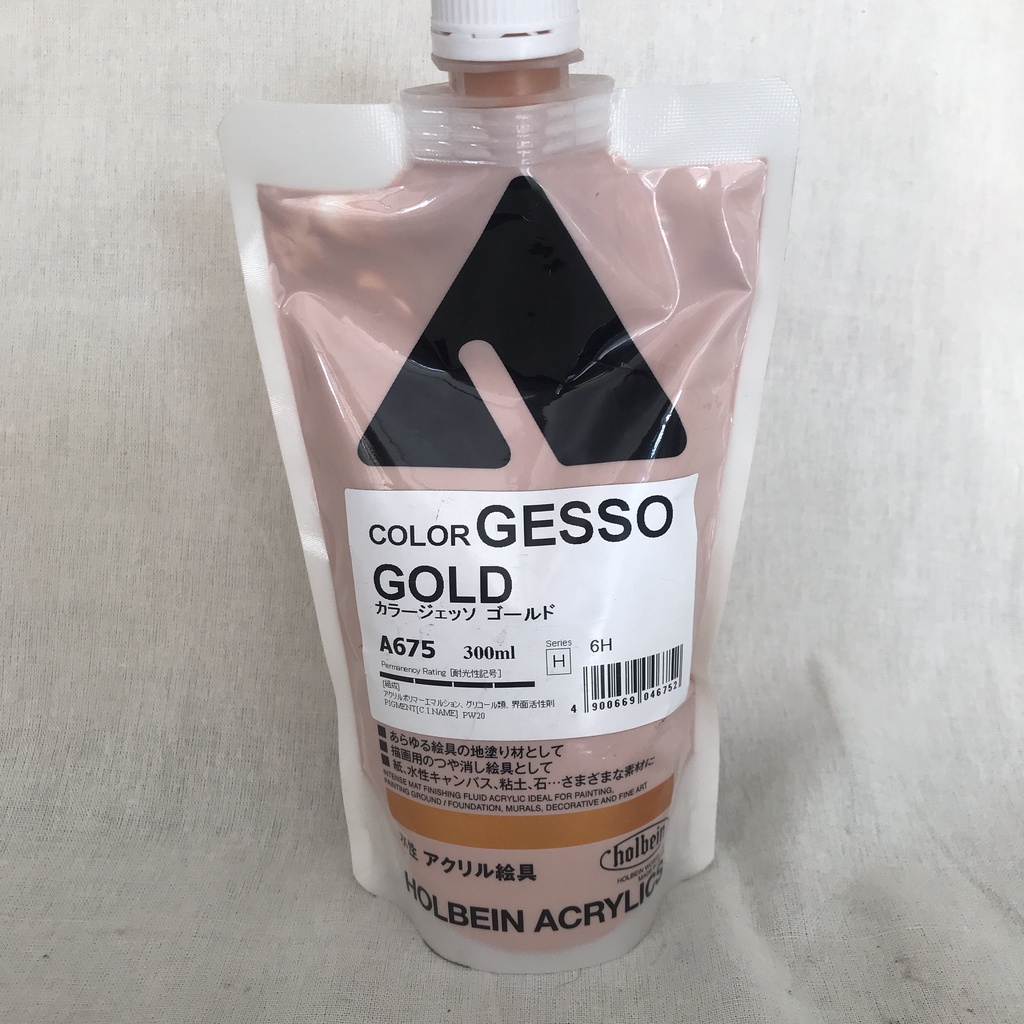 COLOR GESSO
GOLD
カラージェッソ ゴールド
A675 300ml Series H 6H
Permanency Rating [耐光性記号]
[組成]
アクリルポリマーエマルション、グリコール類、界面活性剤
PIGMENT[C.I.NAME] PW20
4 900669 046752
■あらゆる絵具の地塗り材として
■描画用のつや消し絵具として
■紙、水性キャンバス、粘土、石…さまざまな素材に
INTENSE MAT FINISHING FLUID ACRYLIC IDEAL FOR PAINTING,
PAINTING GROUND / FOUNDATION, MURALS, DECORATIVE AND FINE ART
holbein
HOLBEIN
水性 アクリル絵具
HOLBEIN ACRYLICS